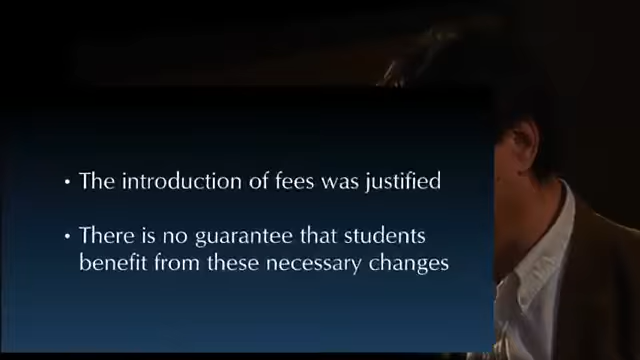 • The introduction of fees was justified
• There is no guarantee that students
benefit from these necessary changes